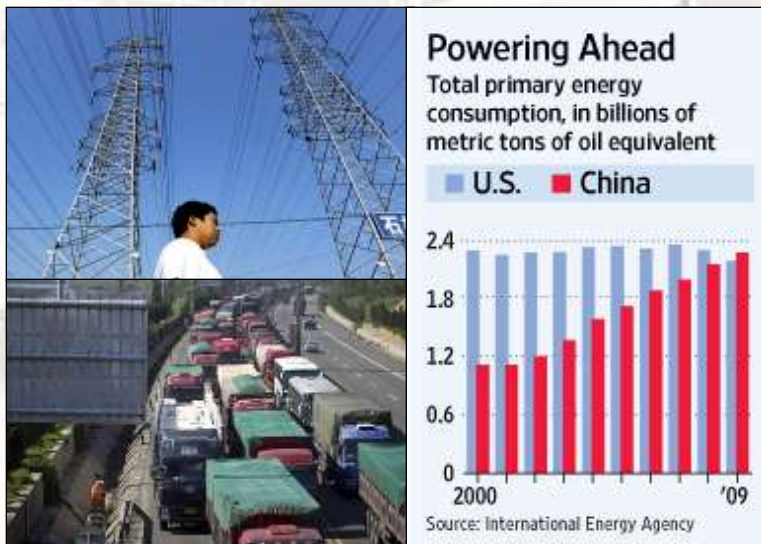 石
Powering Ahead
Total primary energy
consumption, in billions of
metric tons of oil equivalent
U.S. China
2.4
1.8
1.2
0.6
0
2000 '09
Source: International Energy Agency